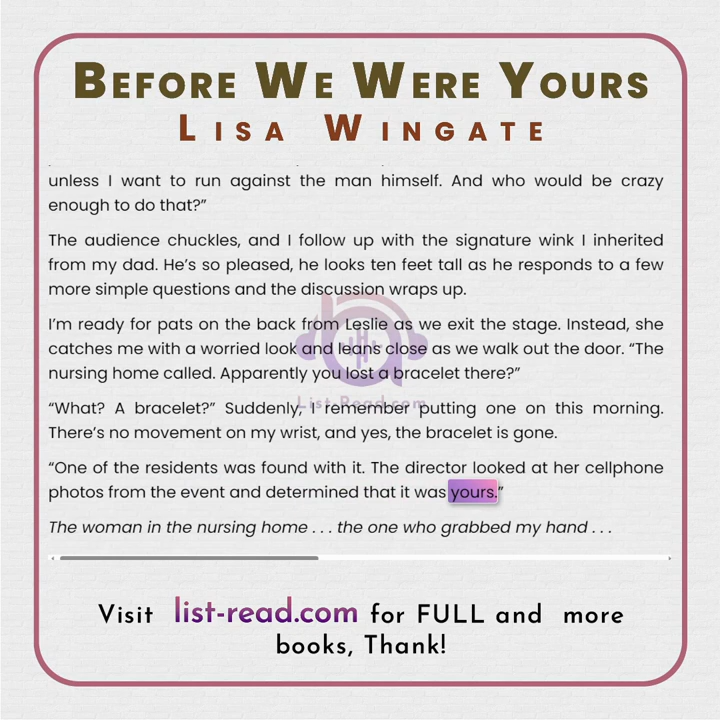 BEFORE WE WERE YOURS
LISA WINGATE
unless I want to run against the man himself. And who would be crazy
enough to do that?”
The audience chuckles, and I follow up with the signature wink I inherited
from my dad. He’s so pleased, he looks ten feet tall as he responds to a few
more simple questions and the discussion wraps up.
I’m ready for pats on the back from Leslie as we exit the stage. Instead, she
catches me with a worried look and leans close as we walk out the door. “The
nursing home called. Apparently you lost a bracelet there?”
List-Read.com
“What? A bracelet?” Suddenly, I remember putting one on this morning.
There’s no movement on my wrist, and yes, the bracelet is gone.
“One of the residents was found with it. The director looked at her cellphone
photos from the event and determined that it was yours.”
The woman in the nursing home . . . the one who grabbed my hand . . .
Visit list-read.com for FULL and more
books, Thank!